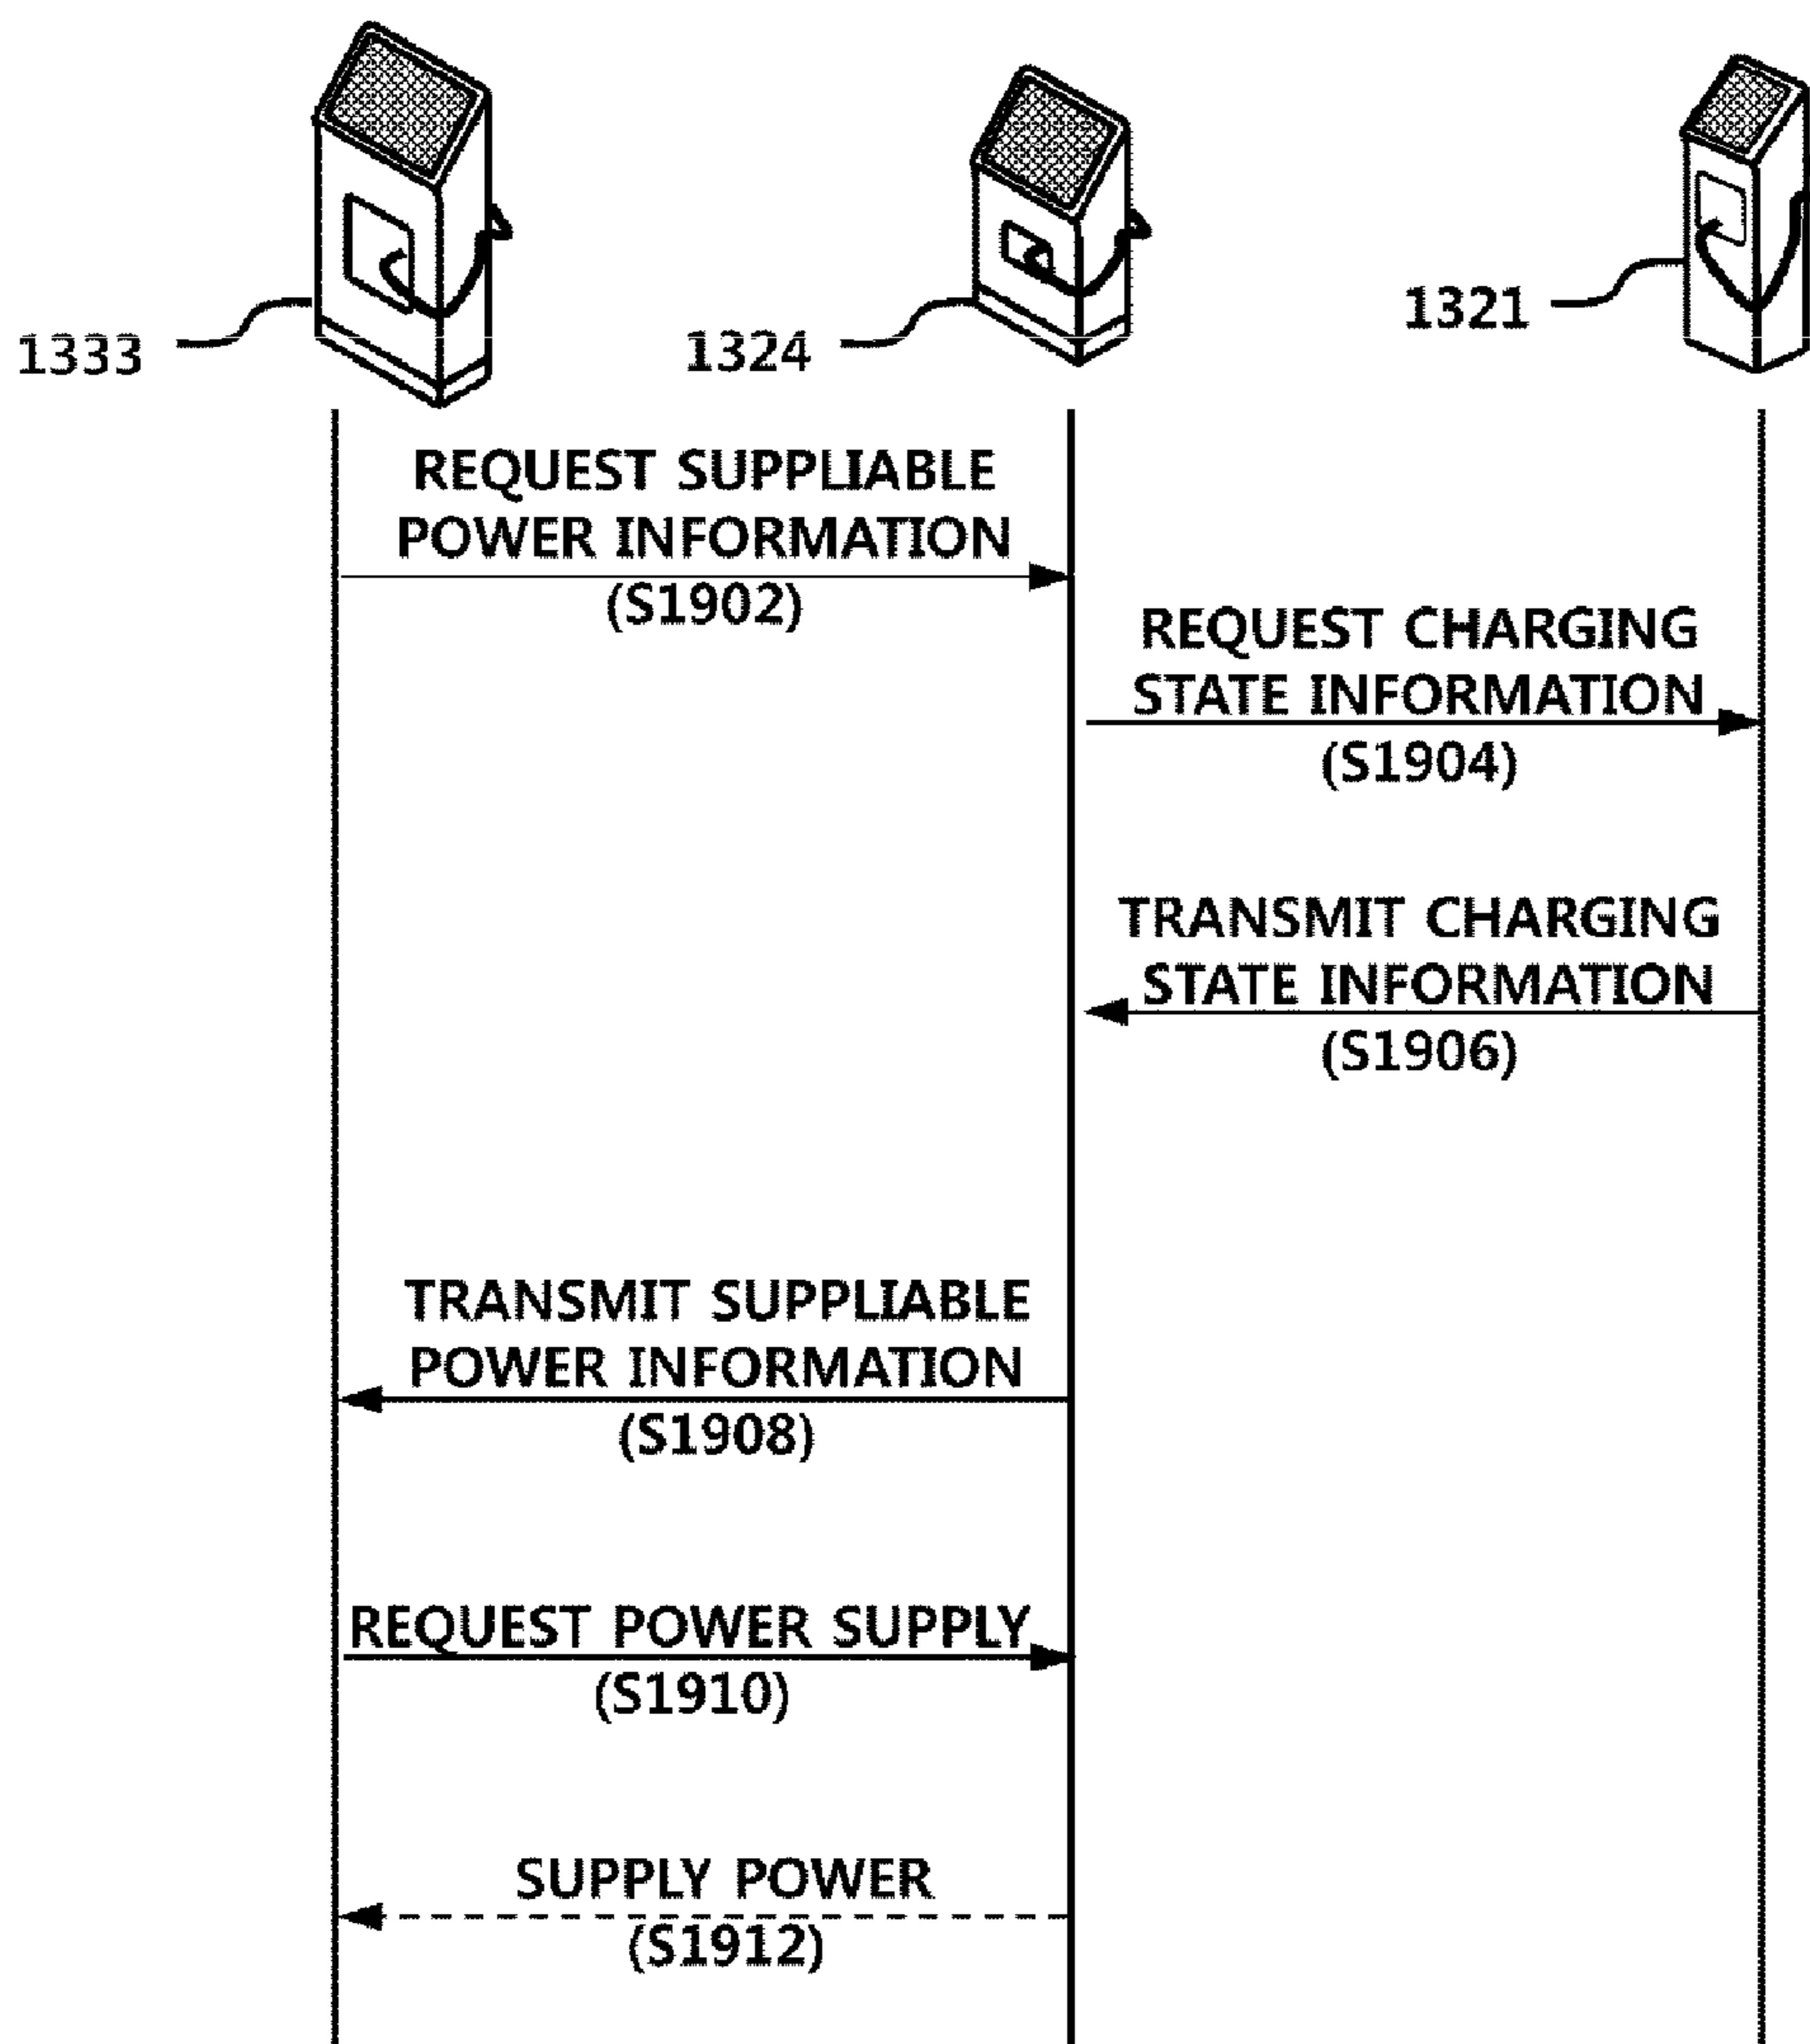 1333
1324
1321
REQUEST SUPPLIABLE
POWER INFORMATION
(S1902)
REQUEST CHARGING
STATE INFORMATION
(S1904)
TRANSMIT CHARGING
STATE INFORMATION
(S1906)
TRANSMIT SUPPLIABLE
POWER INFORMATION
(S1908)
REQUEST POWER SUPPLY
(S1910)
SUPPLY POWER
(S1912)